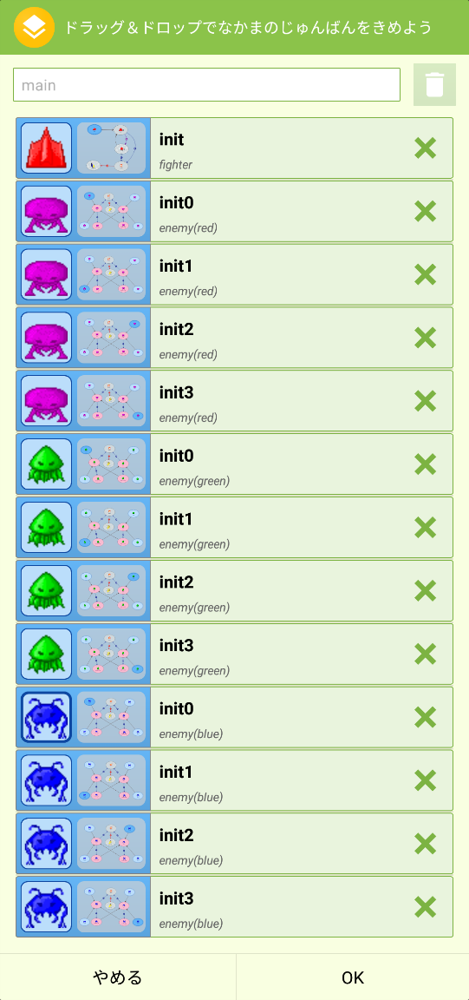 ドラッグ＆ドロップでなかまのじゅんばんをきめよう
main
init
fighter
init0
enemy(red)
init1
enemy(red)
init2
enemy(red)
init3
enemy(red)
init0
enemy(green)
init1
enemy(green)
init2
enemy(green)
init3
enemy(green)
init0
enemy(blue)
init1
enemy(blue)
init2
enemy(blue)
init3
enemy(blue)
やめる
OK